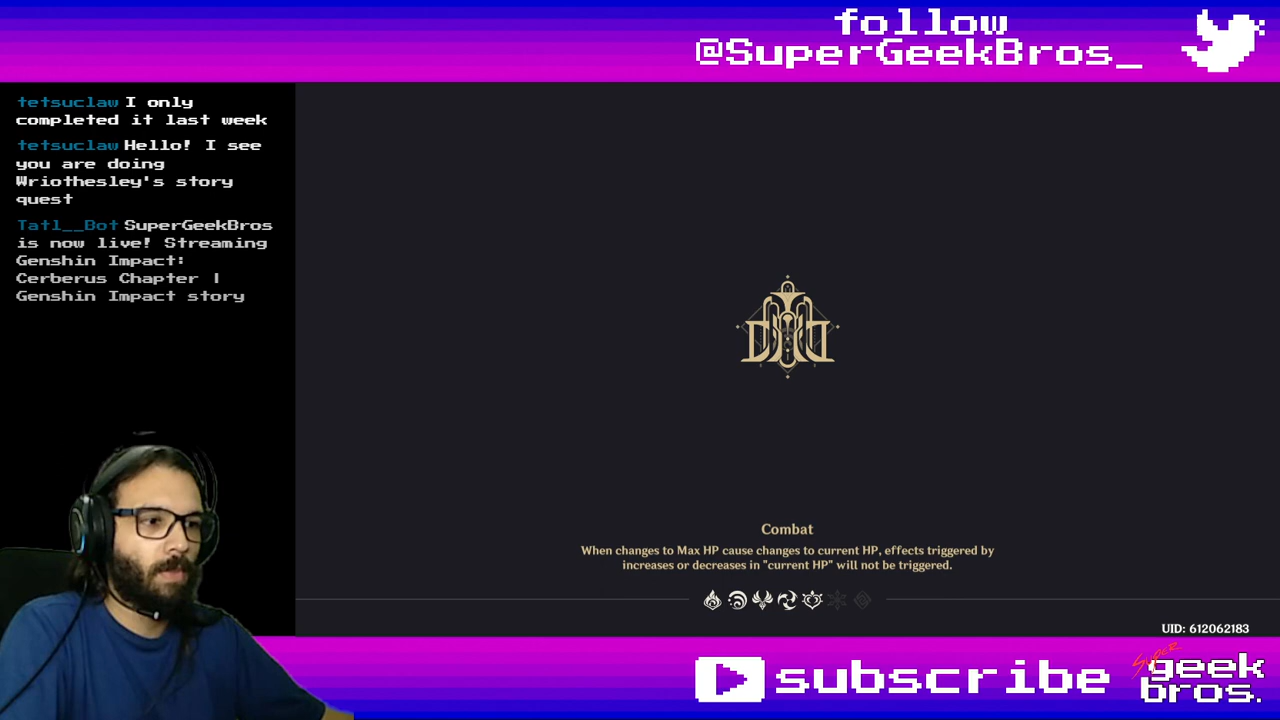 follow
@SuperGeekBros_
tetsuclaw I only
completed it last week
tetsuclaw Hello! I see
you are doing
Wriothesley's story
quest
Tatl__Bot SuperGeekBros
is now live! Streaming
Genshin Impact:
Cerberus Chapter |
Genshin Impact story
Combat
When changes to Max HP cause changes to current HP, effects triggered by
increases or decreases in "current HP" will not be triggered.
UID: 612062183
subscribe
super
geek
bros.